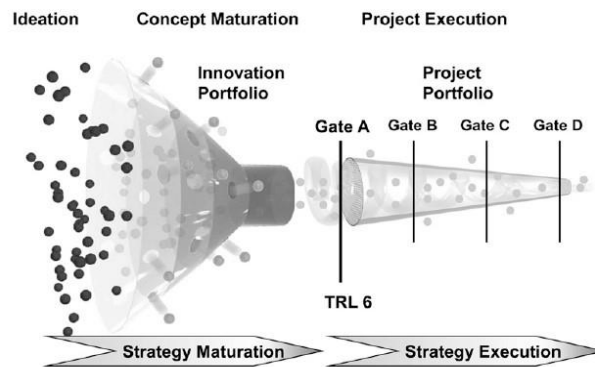 Ideation
Concept Maturation
Project Execution
Innovation
Portfolio
Project
Portfolio
Gate A
Gate B
Gate C
Gate D
TRL 6
Strategy Maturation
Strategy Execution